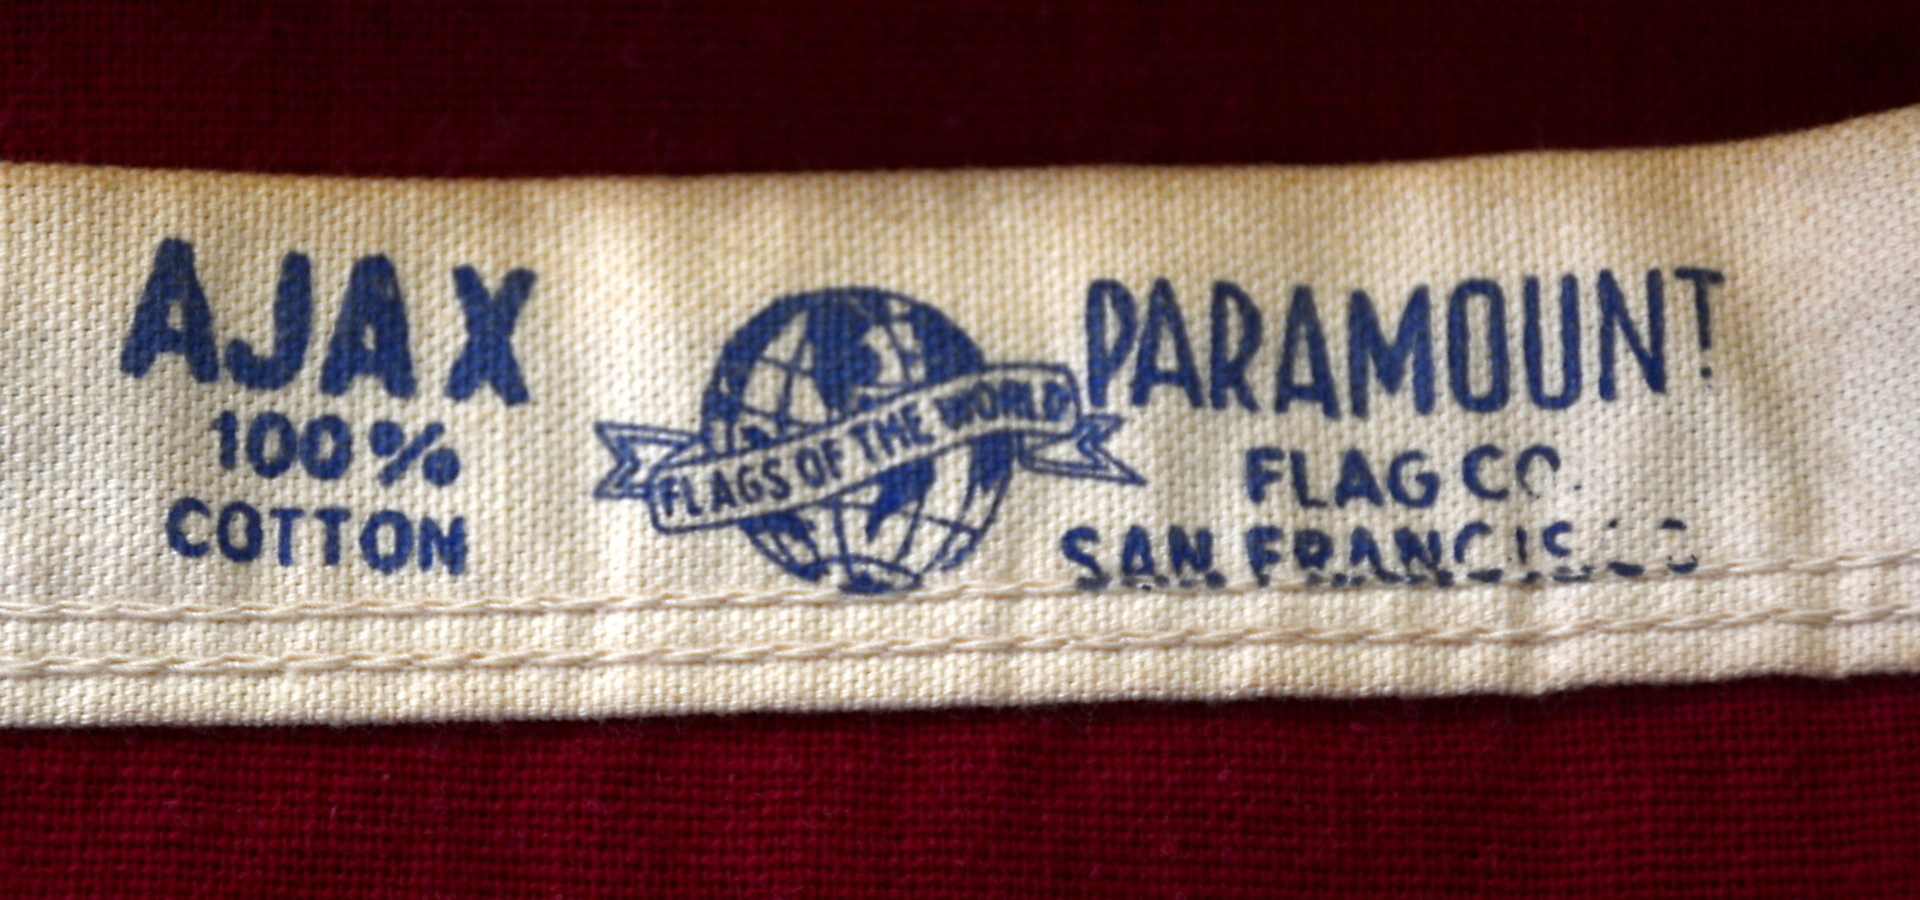 AJAX
100%
COTTON
FLAGS OF THE WORLD
PARAMOUNT
FLAG CO.
SAN FRANCISCO